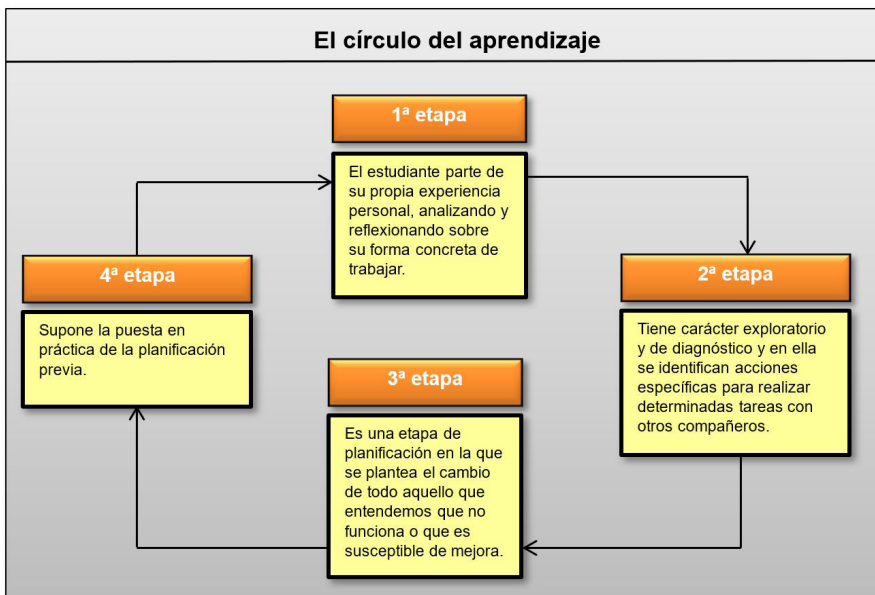 El círculo del aprendizaje
1ª etapa
El estudiante parte de
su propia experiencia
personal, analizando y
reflexionando sobre
su forma concreta de
trabajar.
2ª etapa
Tiene carácter exploratorio
y de diagnóstico y en ella
se identifican acciones
específicas para realizar
determinadas tareas con
otros compañeros.
3ª etapa
Es una etapa de
planificación en la que
se plantea el cambio
de todo aquello que
entendemos que no
funciona o que es
susceptible de mejora.
4ª etapa
Supone la puesta en
práctica de la planificación
previa.